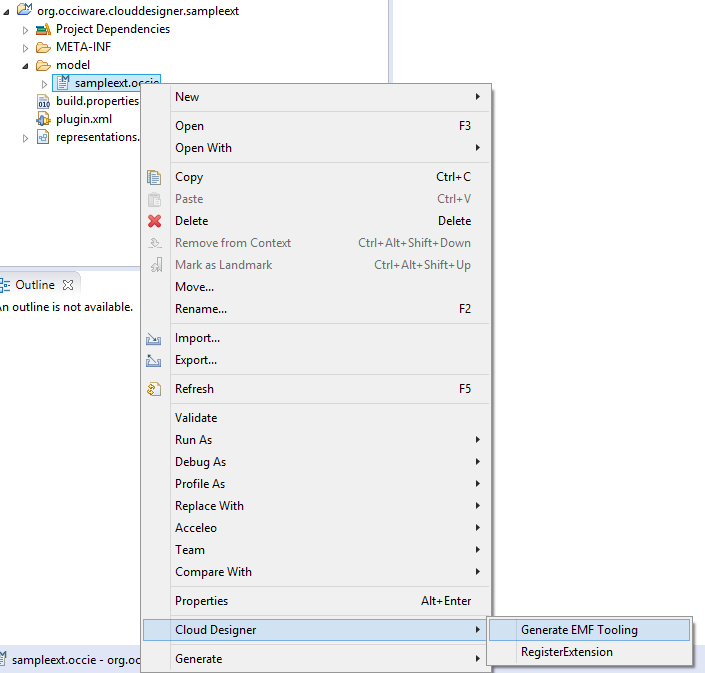 org.occiware.clouddesigner.sampleext
Project Dependencies
META-INF
model
sampleext.occie
build.properties
plugin.xml
representations.
Outline
An outline is not available.
New
Open F3
Open With
Copy Ctrl+C
Paste Ctrl+V
Delete Delete
Remove from Context Ctrl+Alt+Shift+Down
Mark as Landmark Ctrl+Alt+Shift+Up
Move...
Rename... F2
Import...
Export...
Refresh F5
Validate
Run As
Debug As
Profile As
Replace With
Acceleo
Team
Compare With
Properties Alt+Enter
Cloud Designer
Generate EMF Tooling
RegisterExtension
sampleext.occie - org.oc
Generate